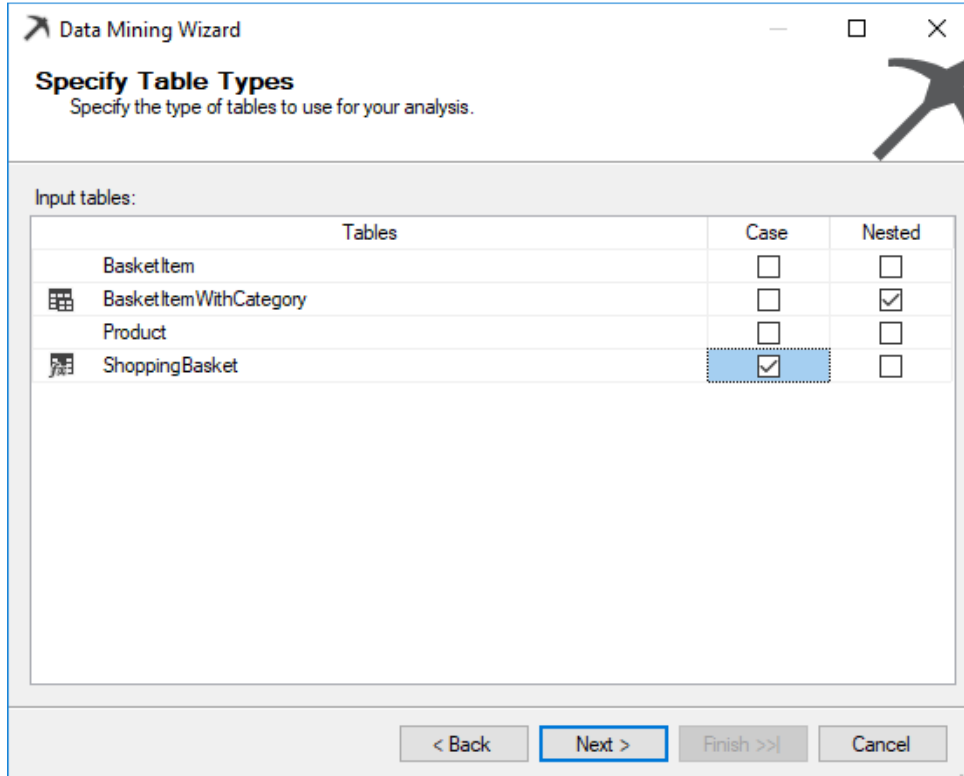 Data Mining Wizard
Specify Table Types
Specify the type of tables to use for your analysis.
Input tables:
Tables Case Nested
BasketItem
BasketItemWithCategory
Product
ShoppingBasket
< Back Next > Finish >>| Cancel